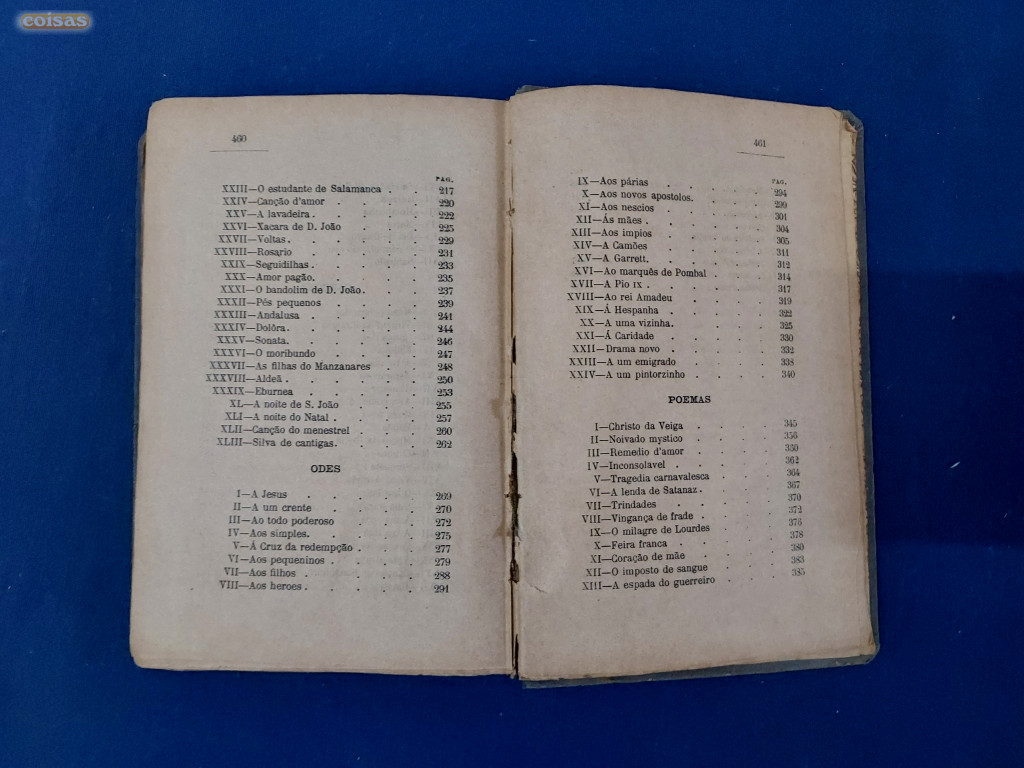 coisas
460
PAG.
XXIII—O estudante de Salamanca . . 217
XXIV—Canção d'amor . . . . 220
XXV—A lavadeira . . . . . 222
XXVI—Xacara de D. João . . . 225
XXVII—Voltas . . . . . . 229
XXVIII—Rosario . . . . . 231
XXIX—Seguidilhas . . . . . 233
XXX—Amor pagão . . . . . 235
XXXI—O bandolim de D. João . . . 237
XXXII—Pés pequenos . . . . 239
XXXIII—Andalusa . . . . . 241
XXXIV—Dolôra . . . . . . 244
XXXV—Sonata . . . . . . 246
XXXVI—O moribundo . . . . 247
XXXVII—As filhas do Manzanares . . 248
XXXVIII—Aldeã . . . . . . 250
XXXIX—Eburnea . . . . . 253
XL—A noite de S. João . . . 255
XLI—A noite do Natal . . . . 257
XLII—Canção do menestrel . . . 260
XLIII—Silva de cantigas . . . . 262
ODES
I—A Jesus . . . . . 269
II—A um crente . . . . 270
III—Ao todo poderoso . . . 272
IV—Aos simples . . . . . 275
V—Á Cruz da redempção . . . 277
VI—Aos pequeninos . . . . 279
VII—Aos filhos . . . . . 288
VIII—Aos heroes . . . . . 291
461
PAG.
IX—Aos párias . . . . . 294
X—Aos novos apostolos . . . . 299
XI—Aos nescios . . . . . 301
XII—Ás mães . . . . . 304
XIII—Aos impios . . . . . 305
XIV—A Camões . . . . . 311
XV—A Garrett . . . . . 312
XVI—Ao marquês de Pombal . . . 314
XVII—A Pio IX . . . . . 317
XVIII—Ao rei Amadeu . . . . 319
XIX—Á Hespanha . . . . . 322
XX—A uma vizinha . . . . 325
XXI—Á Caridade . . . . . 330
XXII—Drama novo . . . . . 332
XXIII—A um emigrado . . . . 338
XXIV—A um pintorzinho . . . . 340
POEMAS
I—Christo da Veiga . . . . 345
II—Noivado mystico . . . .
III—Remedio d'amor . . . .
IV—Inconsolavel . . . . 362
V—Tragedia carnavalesca . . . 364
VI—A lenda de Satanaz . . . . 367
VII—Trindades . . . . . 370
VIII—Vingança de frade . . . . 372
IX—O milagre de Lourdes . . . 376
X—Feira franca . . . . . 378
XI—Coração de mãe . . . . 380
XII—O imposto de sangue . . . 383
XIII—A espada do guerreiro . . . 385